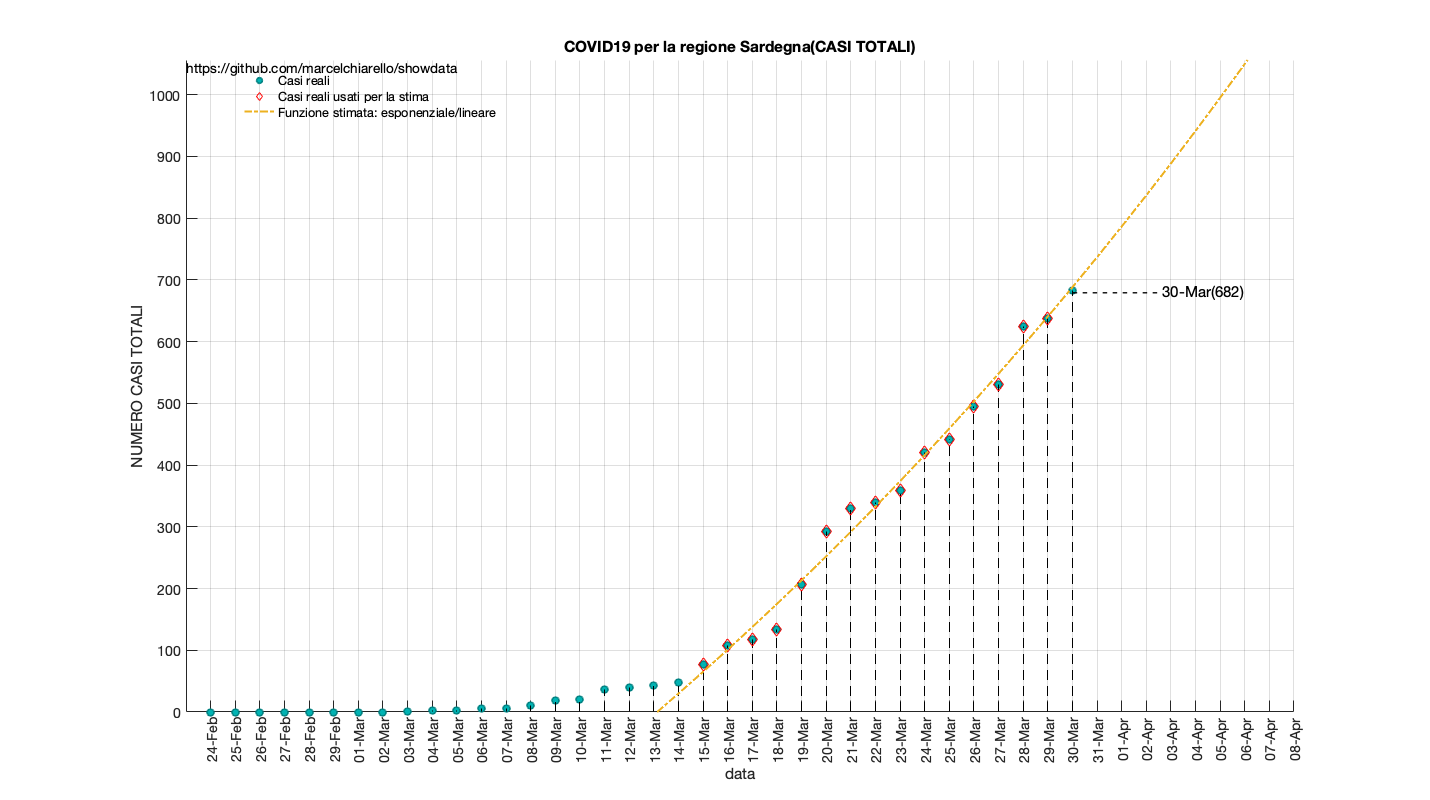 COVID19 per la regione Sardegna(CASI TOTALI)
https://github.com/marcelchiarello/showdata
Casi reali
Casi reali usati per la stima
Funzione stimata: esponenziale/lineare
1000
900
800
700
600
500
400
300
200
100
0
NUMERO CASI TOTALI
30-Mar(682)
24-Feb
25-Feb
26-Feb
27-Feb
28-Feb
29-Feb
01-Mar
02-Mar
03-Mar
04-Mar
05-Mar
06-Mar
07-Mar
08-Mar
09-Mar
10-Mar
11-Mar
12-Mar
13-Mar
14-Mar
15-Mar
16-Mar
17-Mar
18-Mar
19-Mar
20-Mar
21-Mar
22-Mar
23-Mar
24-Mar
25-Mar
26-Mar
27-Mar
28-Mar
29-Mar
30-Mar
31-Mar
01-Apr
02-Apr
03-Apr
04-Apr
05-Apr
06-Apr
07-Apr
08-Apr
data